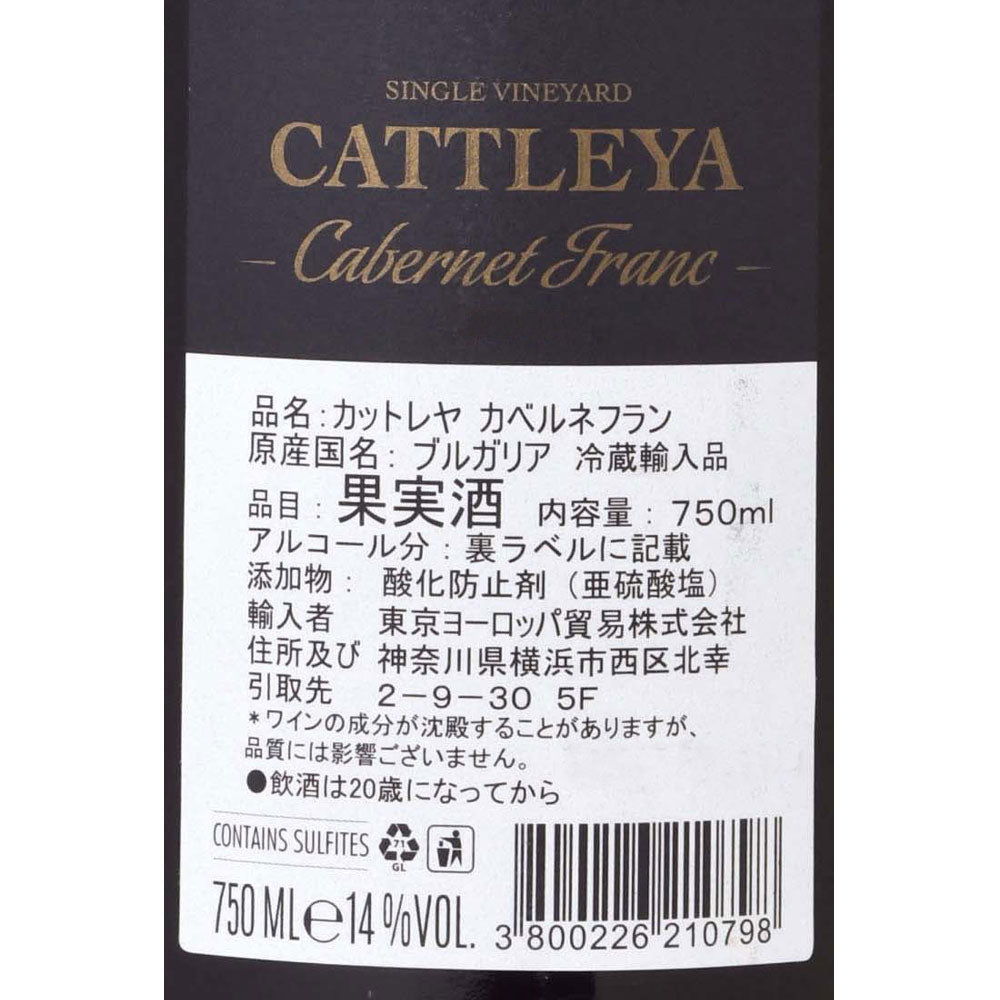 SINGLE VINEYARD
CATTLEYA
- Cabernet Franc -
品名:カットレヤ カベルネフラン
原産国名:ブルガリア 冷蔵輸入品
品目:果実酒 内容量:750ml
アルコール分:裏ラベルに記載
添加物: 酸化防止剤(亜硫酸塩)
輸入者 東京ヨーロッパ貿易株式会社
住所及び 神奈川県横浜市西区北幸
引取先 2-9-30 5F
*ワインの成分が沈殿することがありますが、
品質には影響ございません。
●飲酒は20歳になってから
CONTAINS SULFITES 71 GL
750 ML e 14 %VOL.
3 800226 210798